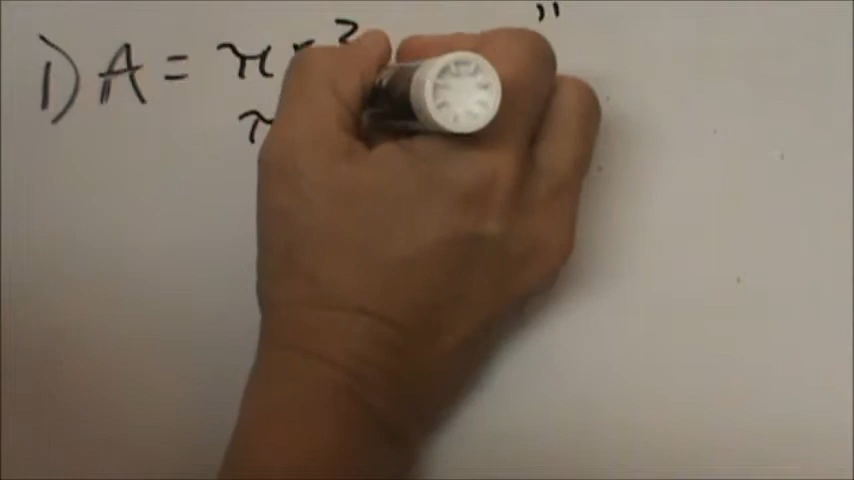 1) A = πr² "
π